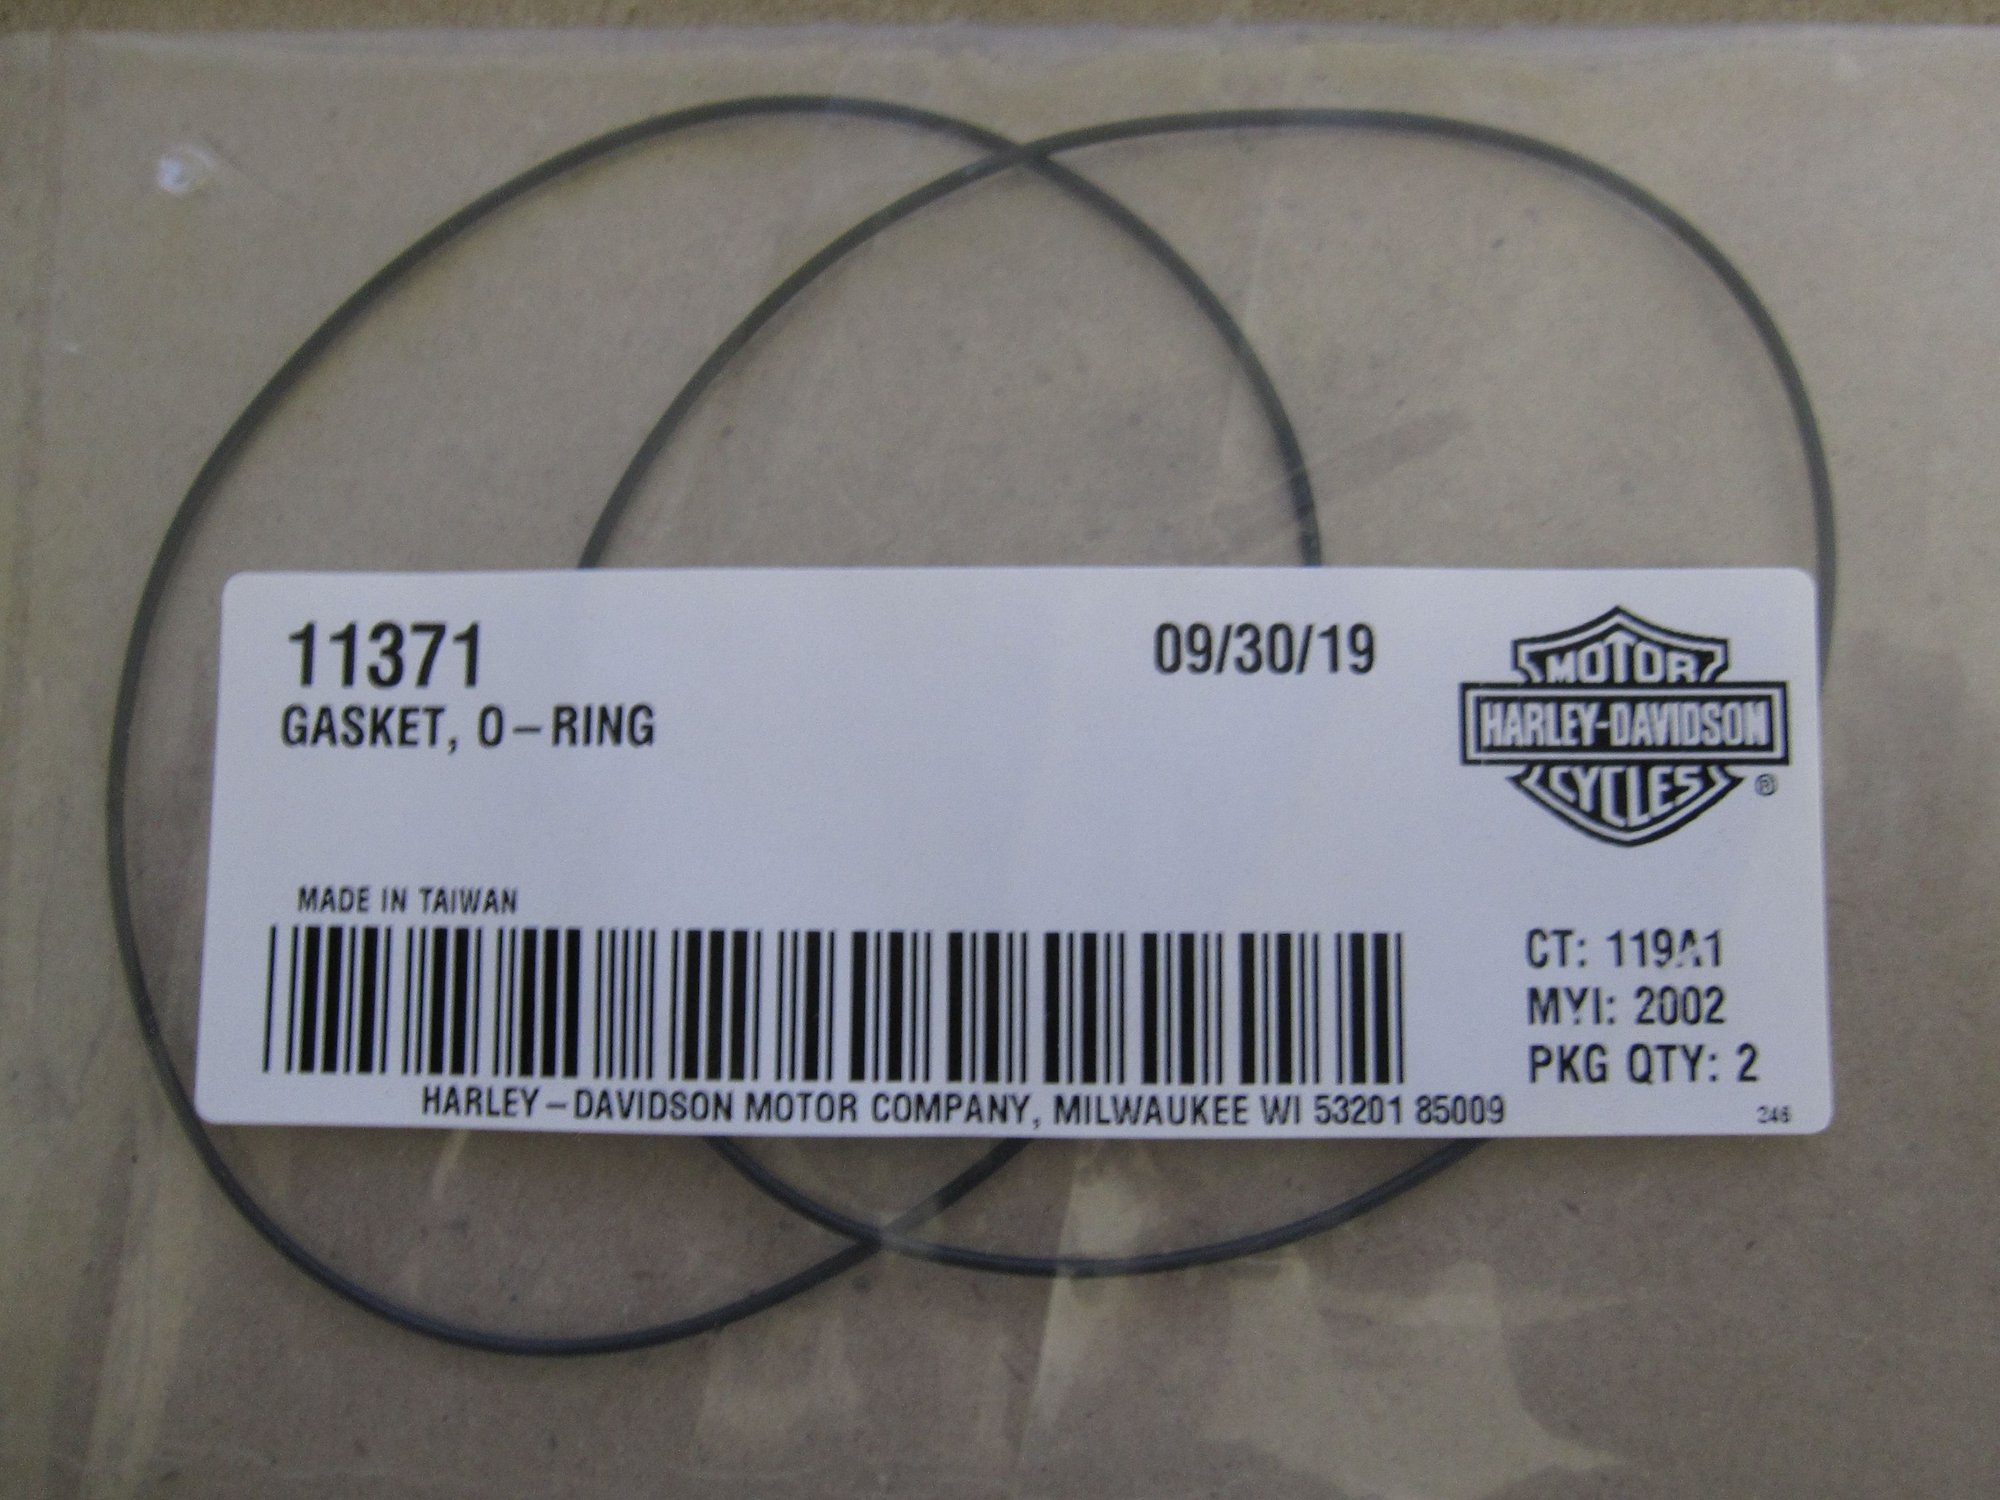 11371
09/30/19
GASKET, O-RING
MOTOR
HARLEY-DAVIDSON
CYCLES
®
MADE IN TAIWAN
CT: 119A1
MYI: 2002
PKG QTY: 2
HARLEY-DAVIDSON MOTOR COMPANY, MILWAUKEE WI 53201 85009
246